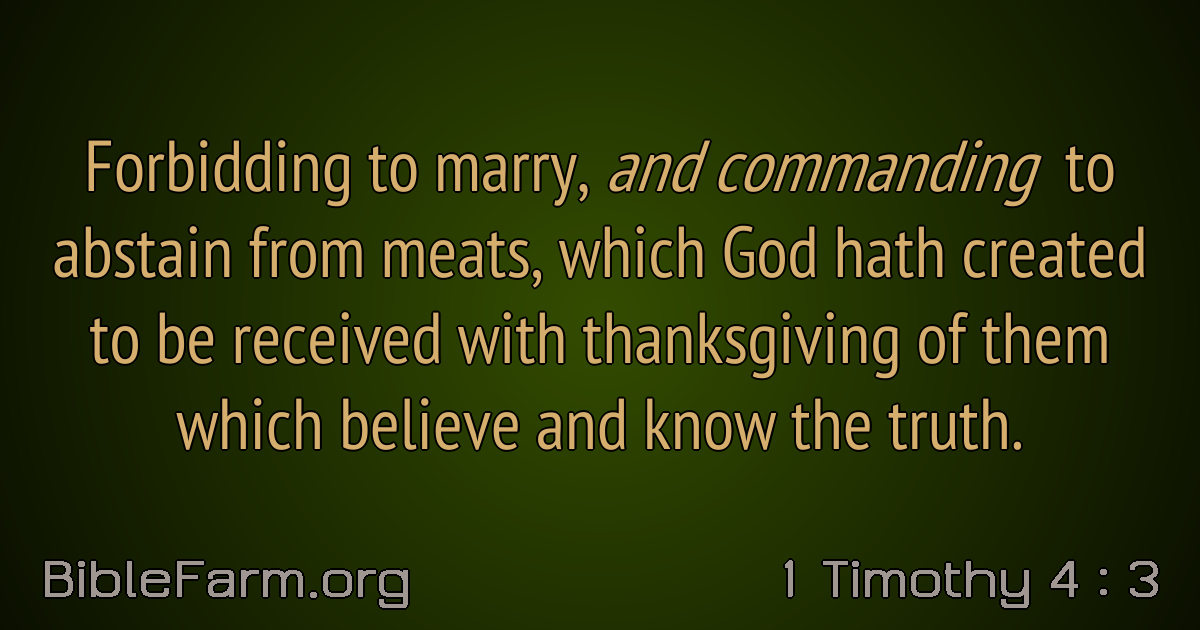 Forbidding to marry, and commanding to
abstain from meats, which God hath created
to be received with thanksgiving of them
which believe and know the truth.
BibleFarm.org
1 Timothy 4 : 3